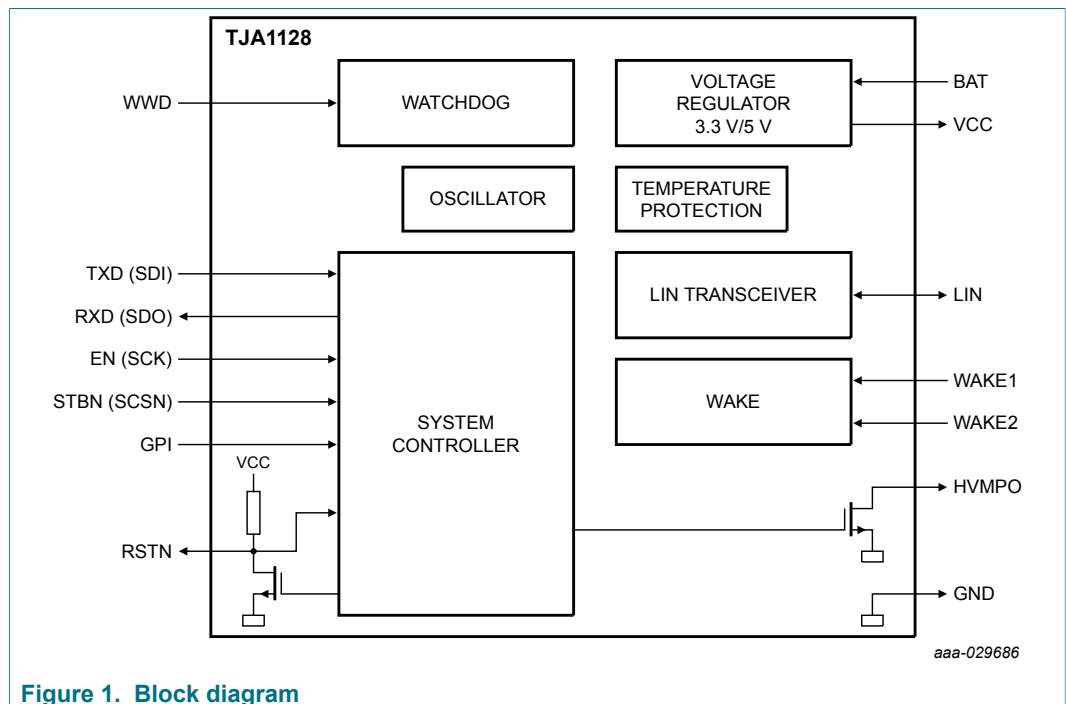 TJA1128
WWD
WATCHDOG
VOLTAGE
REGULATOR
3.3 V/5 V
BAT
VCC
OSCILLATOR
TEMPERATURE
PROTECTION
TXD (SDI)
RXD (SDO)
EN (SCK)
STBN (SCSN)
GPI
VCC
RSTN
SYSTEM
CONTROLLER
LIN TRANSCEIVER
LIN
WAKE
WAKE1
WAKE2
HVMPO
GND
aaa-029686
Figure 1. Block diagram